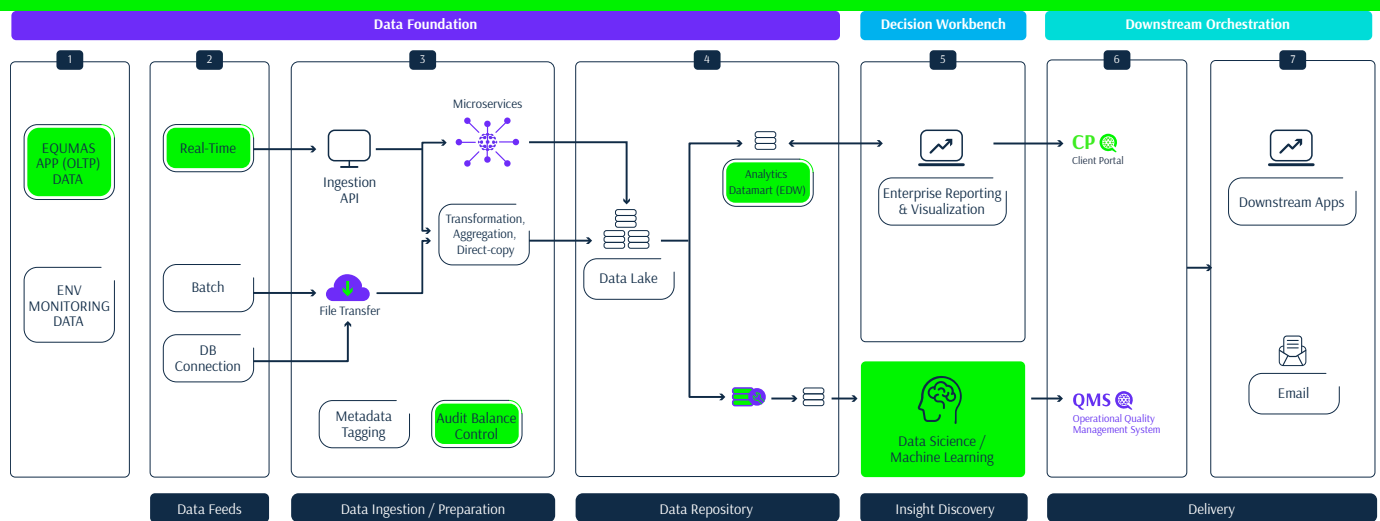 Data Foundation
Decision Workbench
Downstream Orchestration
1
2
3
4
5
6
7
EQUMAS
APP (OLTP)
DATA
ENV
MONITORING
DATA
Real-Time
Batch
DB
Connection
Ingestion
API
Microservices
Transformation,
Aggregation,
Direct-copy
File Transfer
Metadata
Tagging
Audit Balance
Control
Data Lake
Analytics
Datamart (EDW)
Enterprise Reporting
& Visualization
Data Sicience /
Machine Learning
CP
Client Portal
QMS
Operational Quality
Management System
Downstream Apps
Email
Data Feeds
Data Ingestion / Preparation
Data Repository
Insight Discovery
Delivery